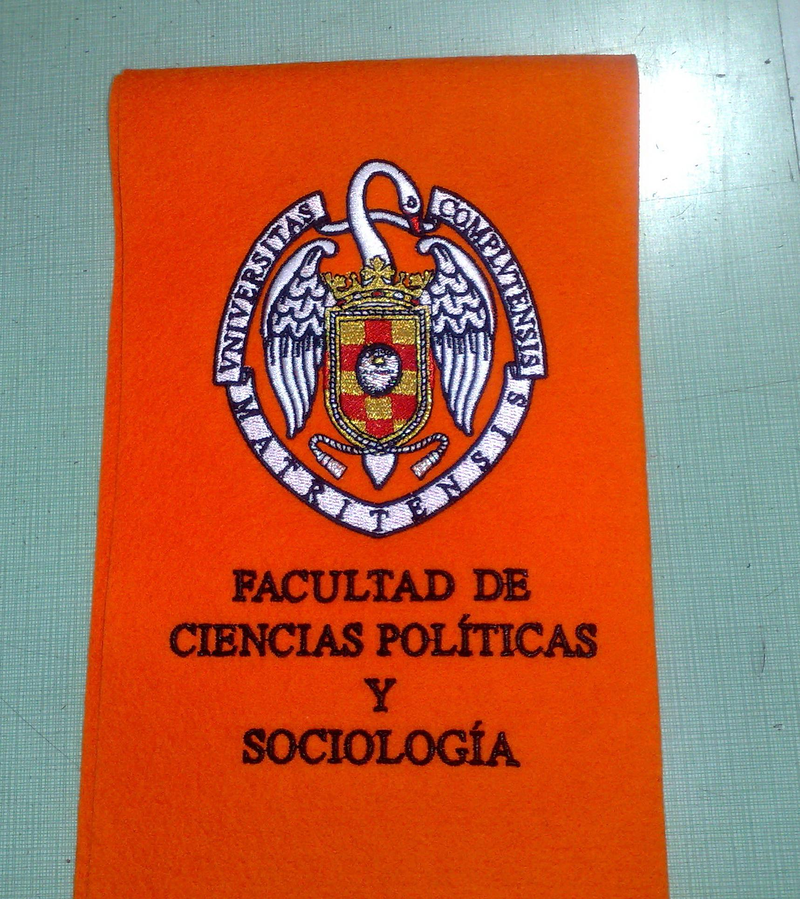 VNIVERSITAS
COMPLVTENSIS
MATRITENSIS
FACULTAD DE
CIENCIAS POLÍTICAS
Y
SOCIOLOGÍA